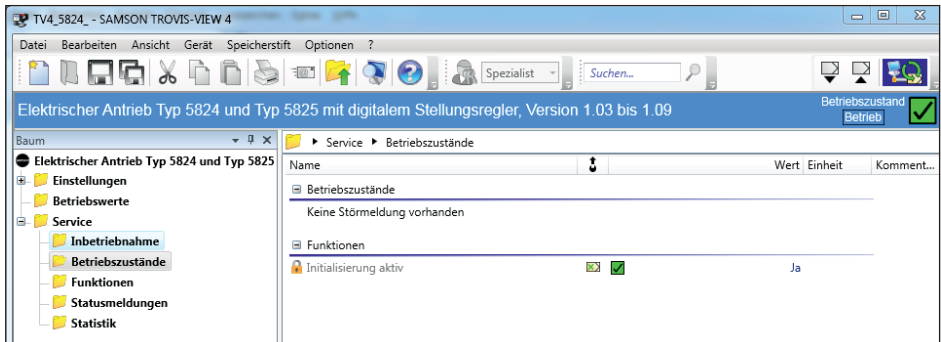 TV4_5824_ - SAMSON TROVIS-VIEW 4
Datei Bearbeiten Ansicht Gerät Speicherstift Optionen ?
Spezialist Suchen...
Elektrischer Antrieb Typ 5824 und Typ 5825 mit digitalem Stellungsregler, Version 1.03 bis 1.09
Betriebszustand
Betrieb
Baum
Elektrischer Antrieb Typ 5824 und Typ 5825
Einstellungen
Betriebswerte
Service
Inbetriebnahme
Betriebszustände
Funktionen
Statusmeldungen
Statistik
Service Betriebszustände
Name Wert Einheit Komment...
Betriebszustände
Keine Störmeldung vorhanden
Funktionen
Initialisierung aktiv Ja